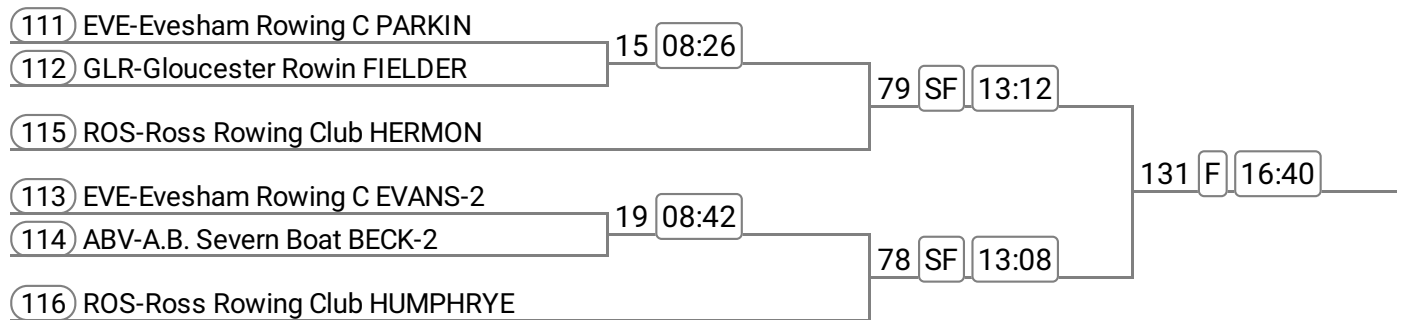 111 EVE-Evesham Rowing C PARKIN
15 08:26
112 GLR-Gloucester Rowin FIELDER
79 SF 13:12
115 ROS-Ross Rowing Club HERMON
131 F 16:40
113 EVE-Evesham Rowing C EVANS-2
19 08:42
114 ABV-A.B. Severn Boat BECK-2
78 SF 13:08
116 ROS-Ross Rowing Club HUMPHRYE